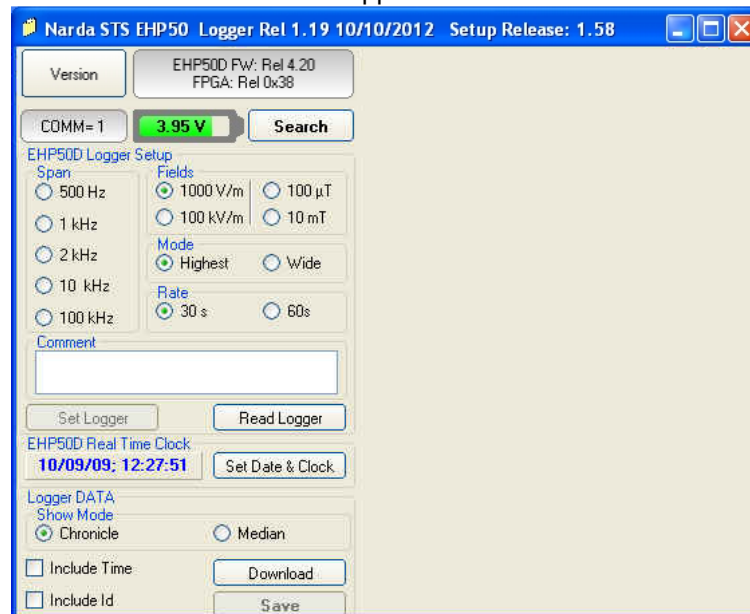 Narda STS EHP50 Logger Rel 1.19 10/10/2012 Setup Release: 1.58
Version
EHP50D FW: Rel 4.20
FPGA: Rel 0x38
COMM= 1
3.95 V
Search
EHP50D Logger Setup
Span
500 Hz
1 kHz
2 kHz
10 kHz
100 kHz
Fields
1000 V/m
100 µT
100 kV/m
10 mT
Mode
Highest
Wide
Rate
30 s
60s
Comment
Set Logger
Read Logger
EHP50D Real Time Clock
10/09/09; 12:27:51
Set Date & Clock
Logger DATA
Show Mode
Chronicle
Median
Include Time
Download
Include Id
Save